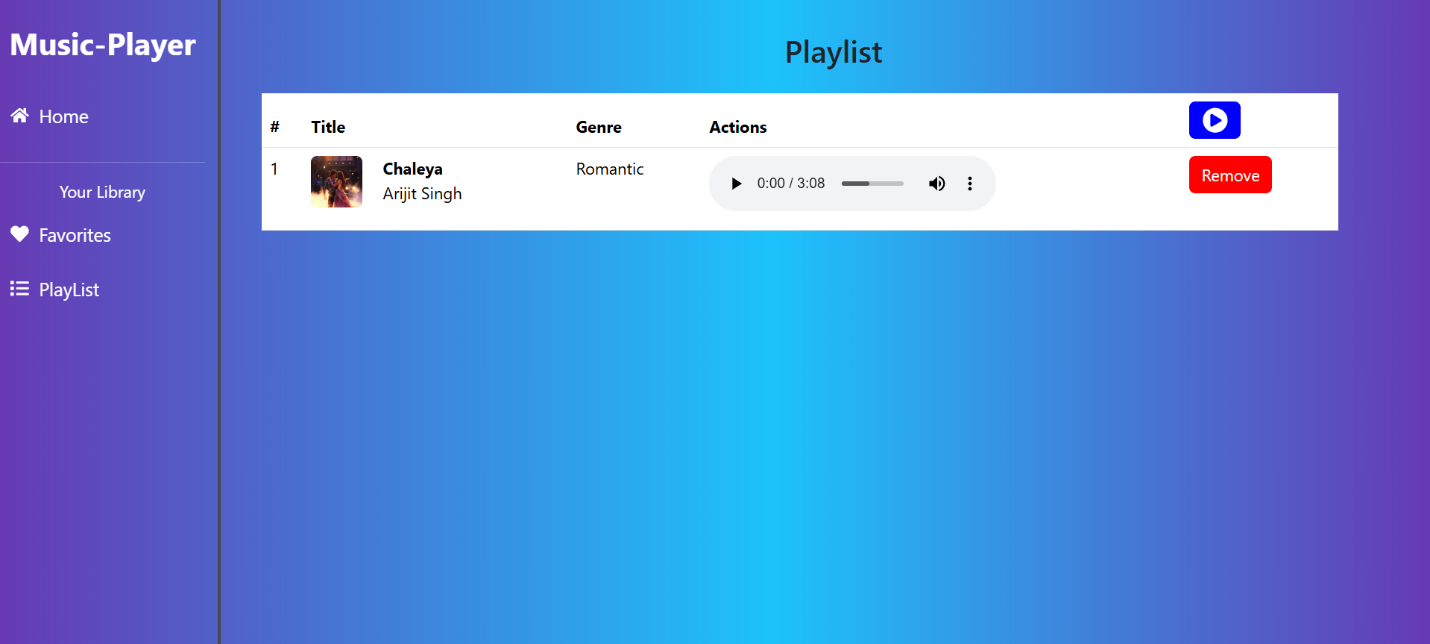 Music-Player
Home
Your Library
Favorites
PlayList
Playlist
# Title Genre Actions
1 Chaleya Romantic 0:00 / 3:08 Remove
Arijit Singh